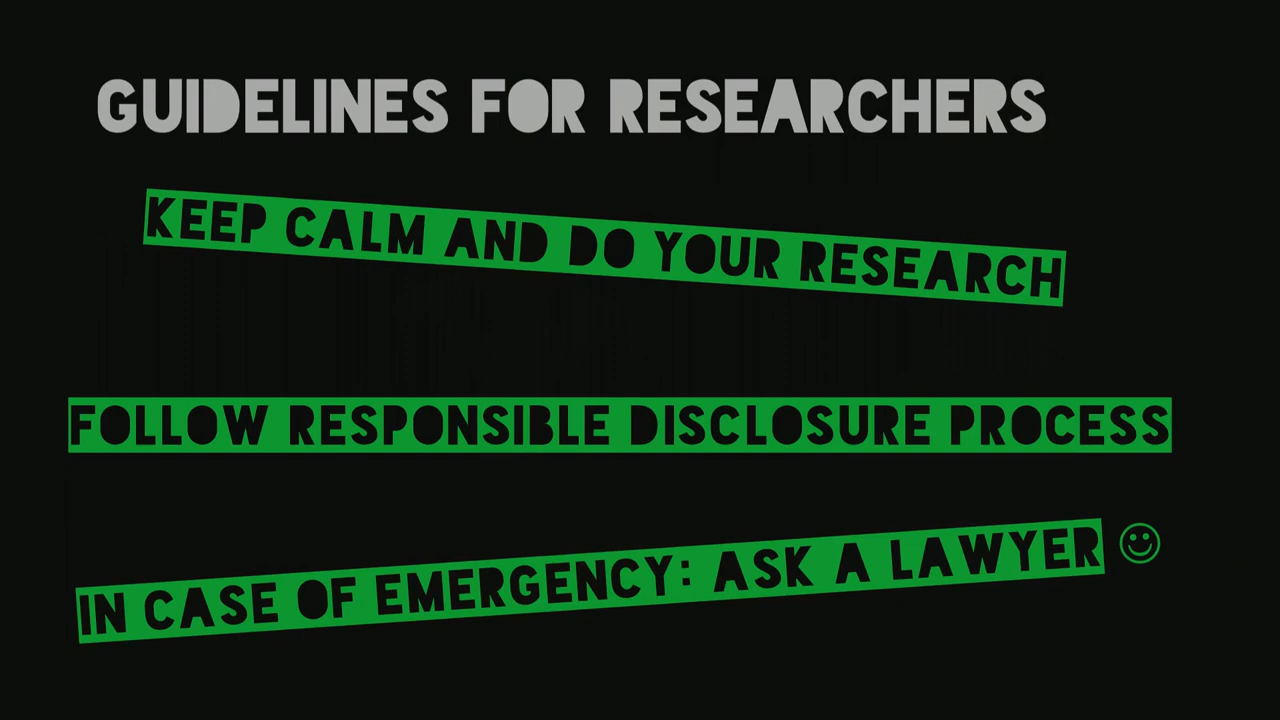 GUIDELINES FOR RESEARCHERS
KEEP CALM AND DO YOUR RESEARCH
FOLLOW RESPONSIBLE DISCLOSURE PROCESS
IN CASE OF EMERGENCY: ASK A LAWYER ☺